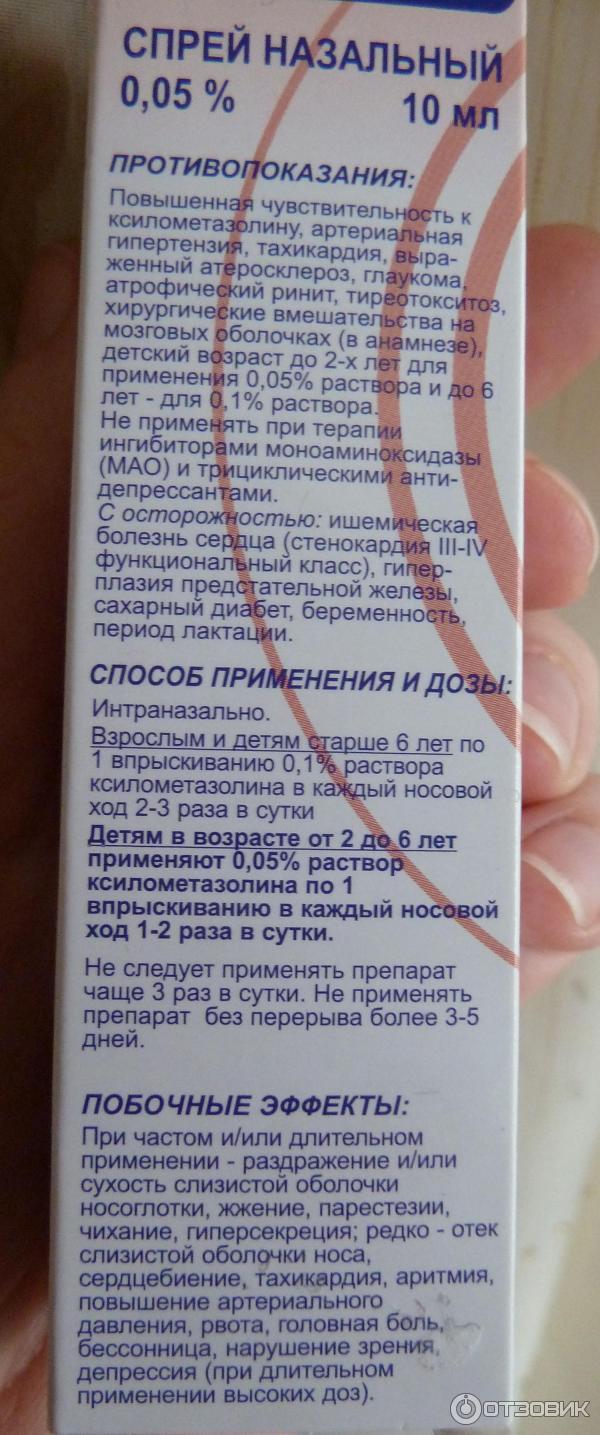 СПРЕЙ НАЗАЛЬНЫЙ
0,05 % 10 мл
ПРОТИВОПОКАЗАНИЯ:
Повышенная чувствительность к
ксилометазолину, артериальная
гипертензия, тахикардия, выра-
женный атеросклероз, глаукома,
атрофический ринит, тиреотокситоз,
хирургические вмешательства на
мозговых оболочках (в анамнезе),
детский возраст до 2-х лет для
применения 0,05% раствора и до 6
лет - для 0,1% раствора.
Не применять при терапии
ингибиторами моноаминоксидазы
(МАО) и трициклическими анти-
депрессантами.
С осторожностью: ишемическая
болезнь сердца (стенокардия III-IV
функциональный класс), гипер-
плазия предстательной железы,
сахарный диабет, беременность,
период лактации.
СПОСОБ ПРИМЕНЕНИЯ И ДОЗЫ:
Интраназально.
Взрослым и детям старше 6 лет по
1 впрыскиванию 0,1% раствора
ксилометазолина в каждый носовой
ход 2-3 раза в сутки
Детям в возрасте от 2 до 6 лет
применяют 0,05% раствор
ксилометазолина по 1
впрыскиванию в каждый носовой
ход 1-2 раза в сутки.
Не следует применять препарат
чаще 3 раз в сутки. Не применять
препарат без перерыва более 3-5
дней.
ПОБОЧНЫЕ ЭФФЕКТЫ:
При частом и/или длительном
применении - раздражение и/или
сухость слизистой оболочки
носоглотки, жжение, парестезии,
чихание, гиперсекреция; редко - отек
слизистой оболочки носа,
сердцебиение, тахикардия, аритмия,
повышение артериального
давления, рвота, головная боль,
бессонница, нарушение зрения,
депрессия (при длительном
применении высоких доз).
ОТЗОВИК